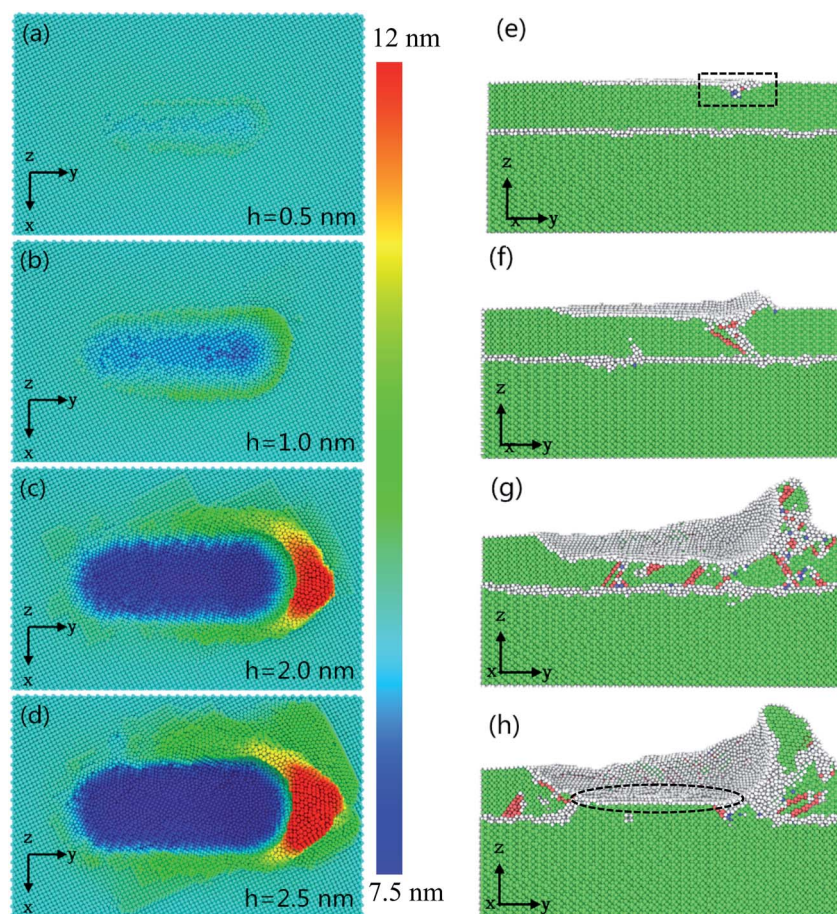 (a)
z
y
x
h=0.5 nm
(b)
z
y
x
h=1.0 nm
(c)
z
y
x
h=2.0 nm
(d)
z
y
x
h=2.5 nm
12 nm
7.5 nm
(e)
z
x y
(f)
z
x y
(g)
z
x y
(h)
z
x y